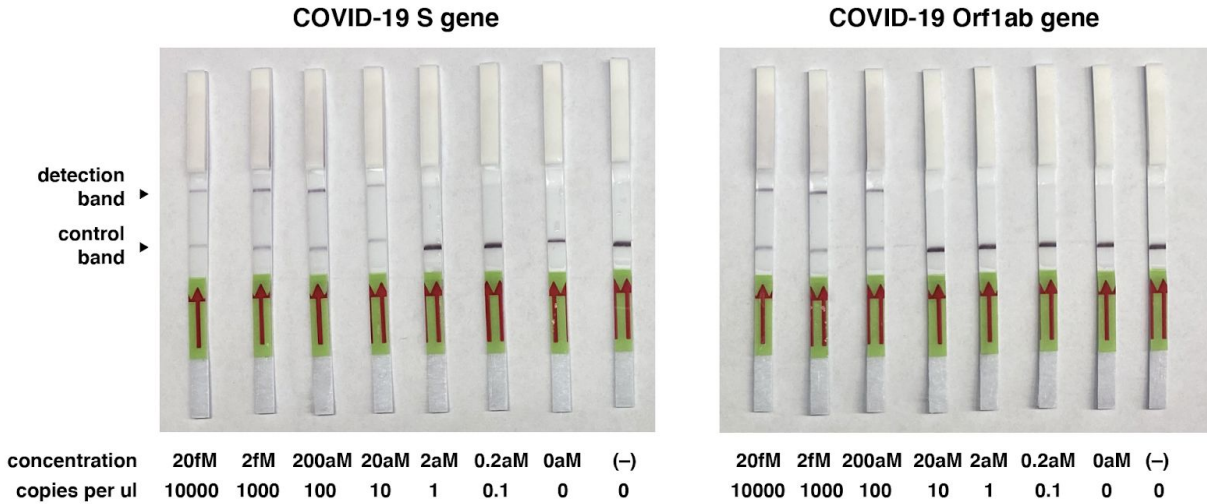 COVID-19 S gene
COVID-19 Orf1ab gene
detection
band
control
band
concentration 20fM 2fM 200aM 20aM 2aM 0.2aM 0aM (–) 20fM 2fM 200aM 20aM 2aM 0.2aM 0aM (–)
copies per ul 10000 1000 100 10 1 0.1 0 0 10000 1000 100 10 1 0.1 0 0